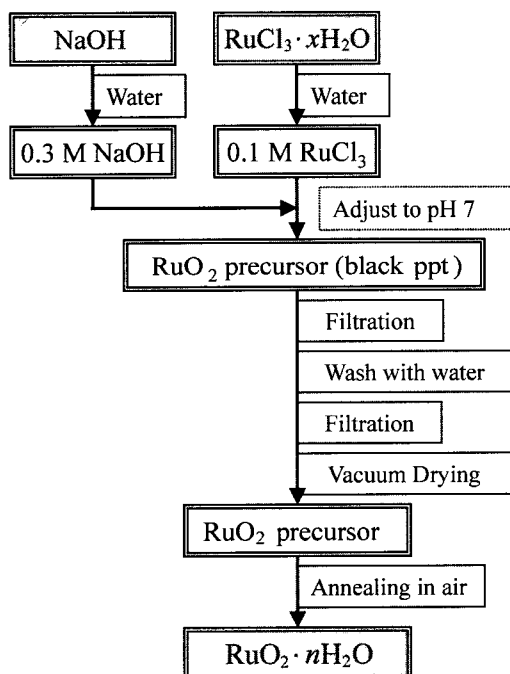 NaOH
RuCl₃·xH₂O
Water
Water
0.3 M NaOH
0.1 M RuCl₃
Adjust to pH 7
RuO₂ precursor (black ppt)
Filtration
Wash with water
Filtration
Vacuum Drying
RuO₂ precursor
Annealing in air
RuO₂·nH₂O